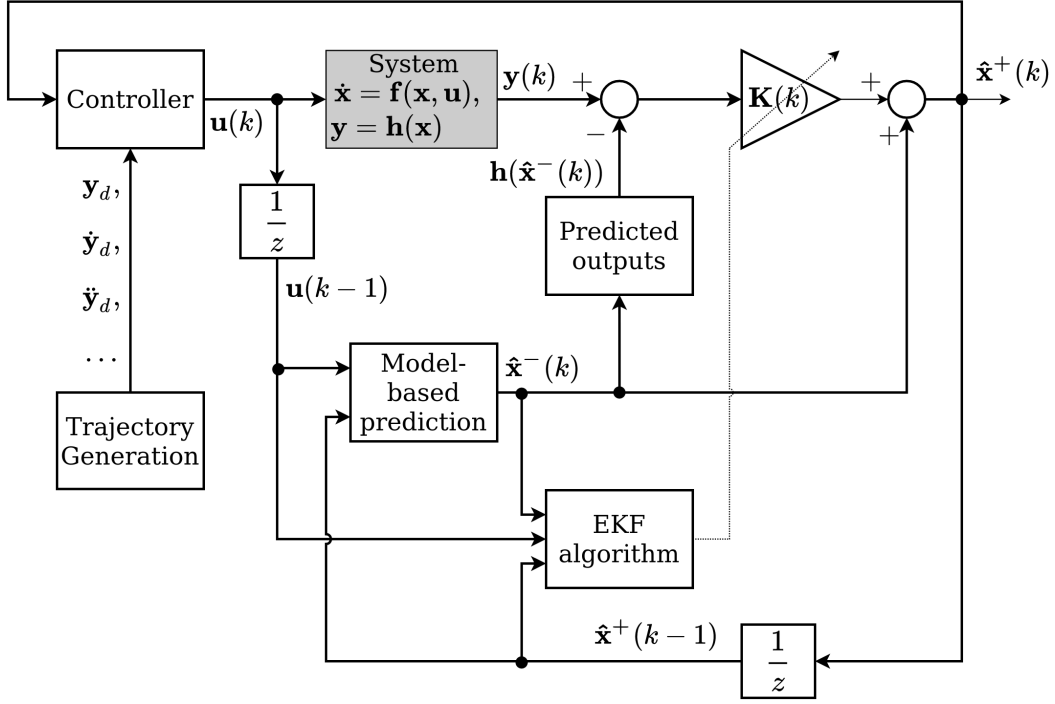 Controller
𝐮(k)
System
𝐱̇ = 𝐟(𝐱, 𝐮),
𝐲 = 𝐡(𝐱)
𝐲(k)
+
−
𝐊(k)
+
+
𝐱̂⁺(k)
𝐲_d,
𝐲̇_d,
𝐲̈_d,
...
1
z
𝐡(𝐱̂⁻(k))
Predicted
outputs
𝐮(k − 1)
Model-
based
prediction
𝐱̂⁻(k)
Trajectory
Generation
EKF
algorithm
𝐱̂⁺(k − 1)
1
z